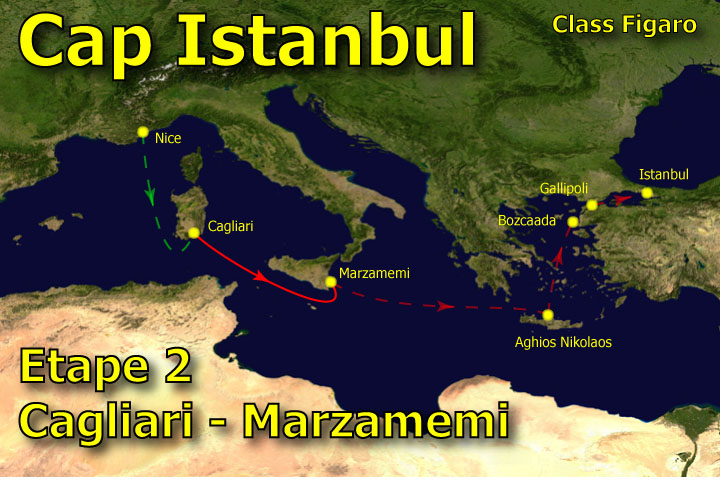 Cap Istanbul
Class Figaro
Nice
Istanbul
Gallipoli
Bozcaada
Cagliari
Marzamemi
Aghios Nikolaos
Etape 2
Cagliari - Marzamemi